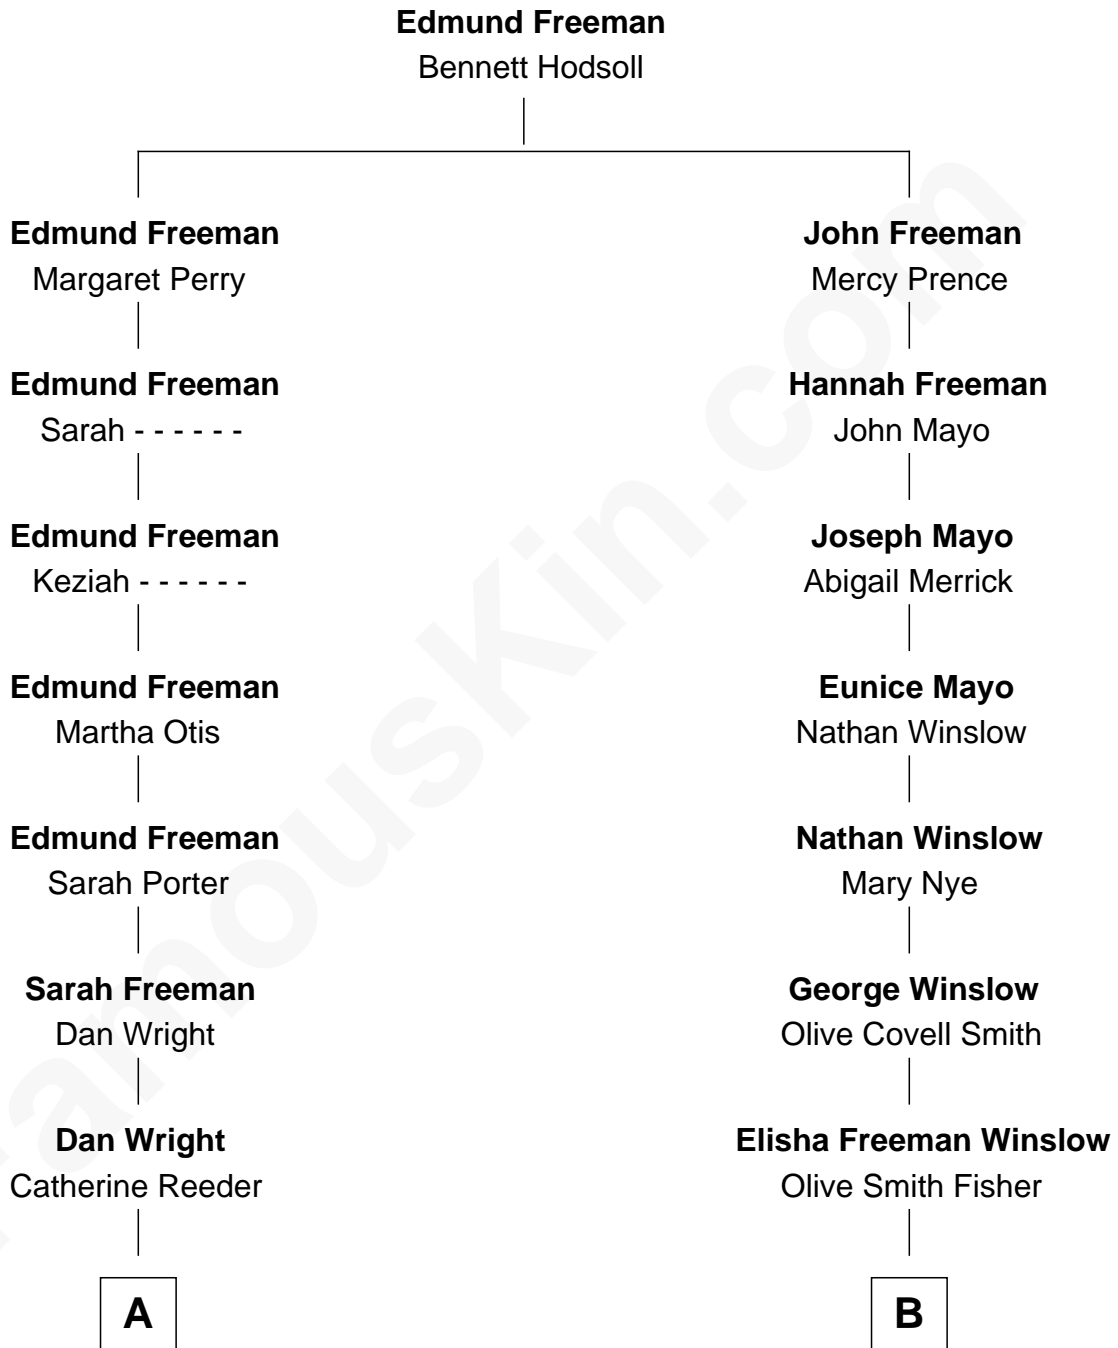 Edmund Freeman
Bennett Hodsoll
Edmund Freeman
Margaret Perry
Edmund Freeman
Sarah - - - - - -
Edmund Freeman
Keziah - - - - - -
Edmund Freeman
Martha Otis
Edmund Freeman
Sarah Porter
Sarah Freeman
Dan Wright
Dan Wright
Catherine Reeder
A
John Freeman
Mercy Prence
Hannah Freeman
John Mayo
Joseph Mayo
Abigail Merrick
Eunice Mayo
Nathan Winslow
Nathan Winslow
Mary Nye
George Winslow
Olive Covell Smith
Elisha Freeman Winslow
Olive Smith Fisher
B
FamousKin.com